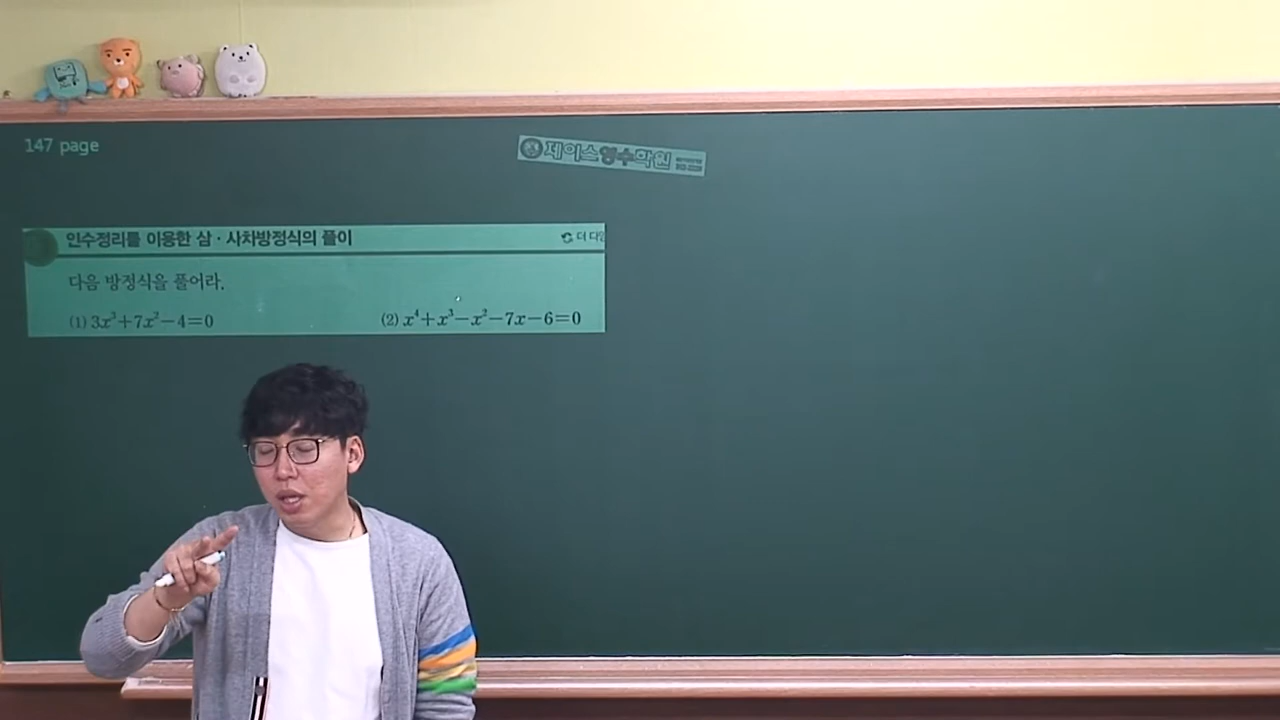 147 page
제이스영수학원
인수정리를 이용한 삼·사차방정식의 풀이
더 다양
다음 방정식을 풀어라.
(1) 3x³+7x²−4=0
(2) x⁴+x³−x²−7x−6=0